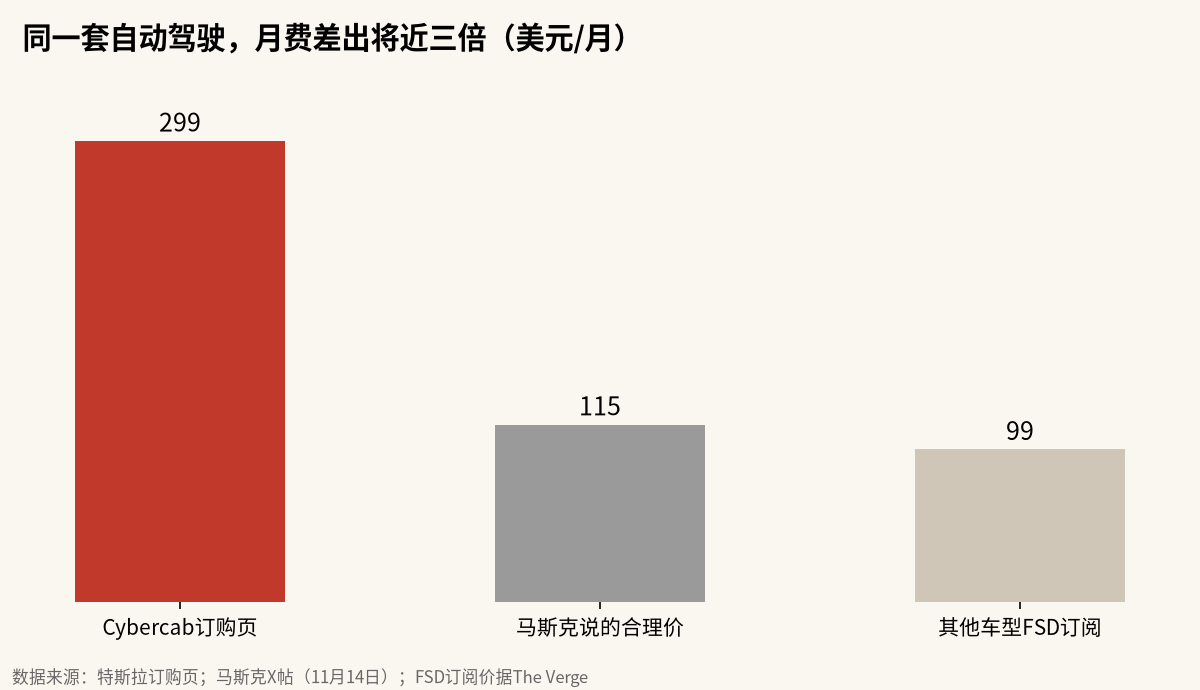 同一套自动驾驶，月费差出将近三倍（美元/月）
299
115
99
Cybercab订购页
马斯克说的合理价
其他车型FSD订阅
数据来源：特斯拉订购页；马斯克X帖（11月14日）；FSD订阅价据The Verge